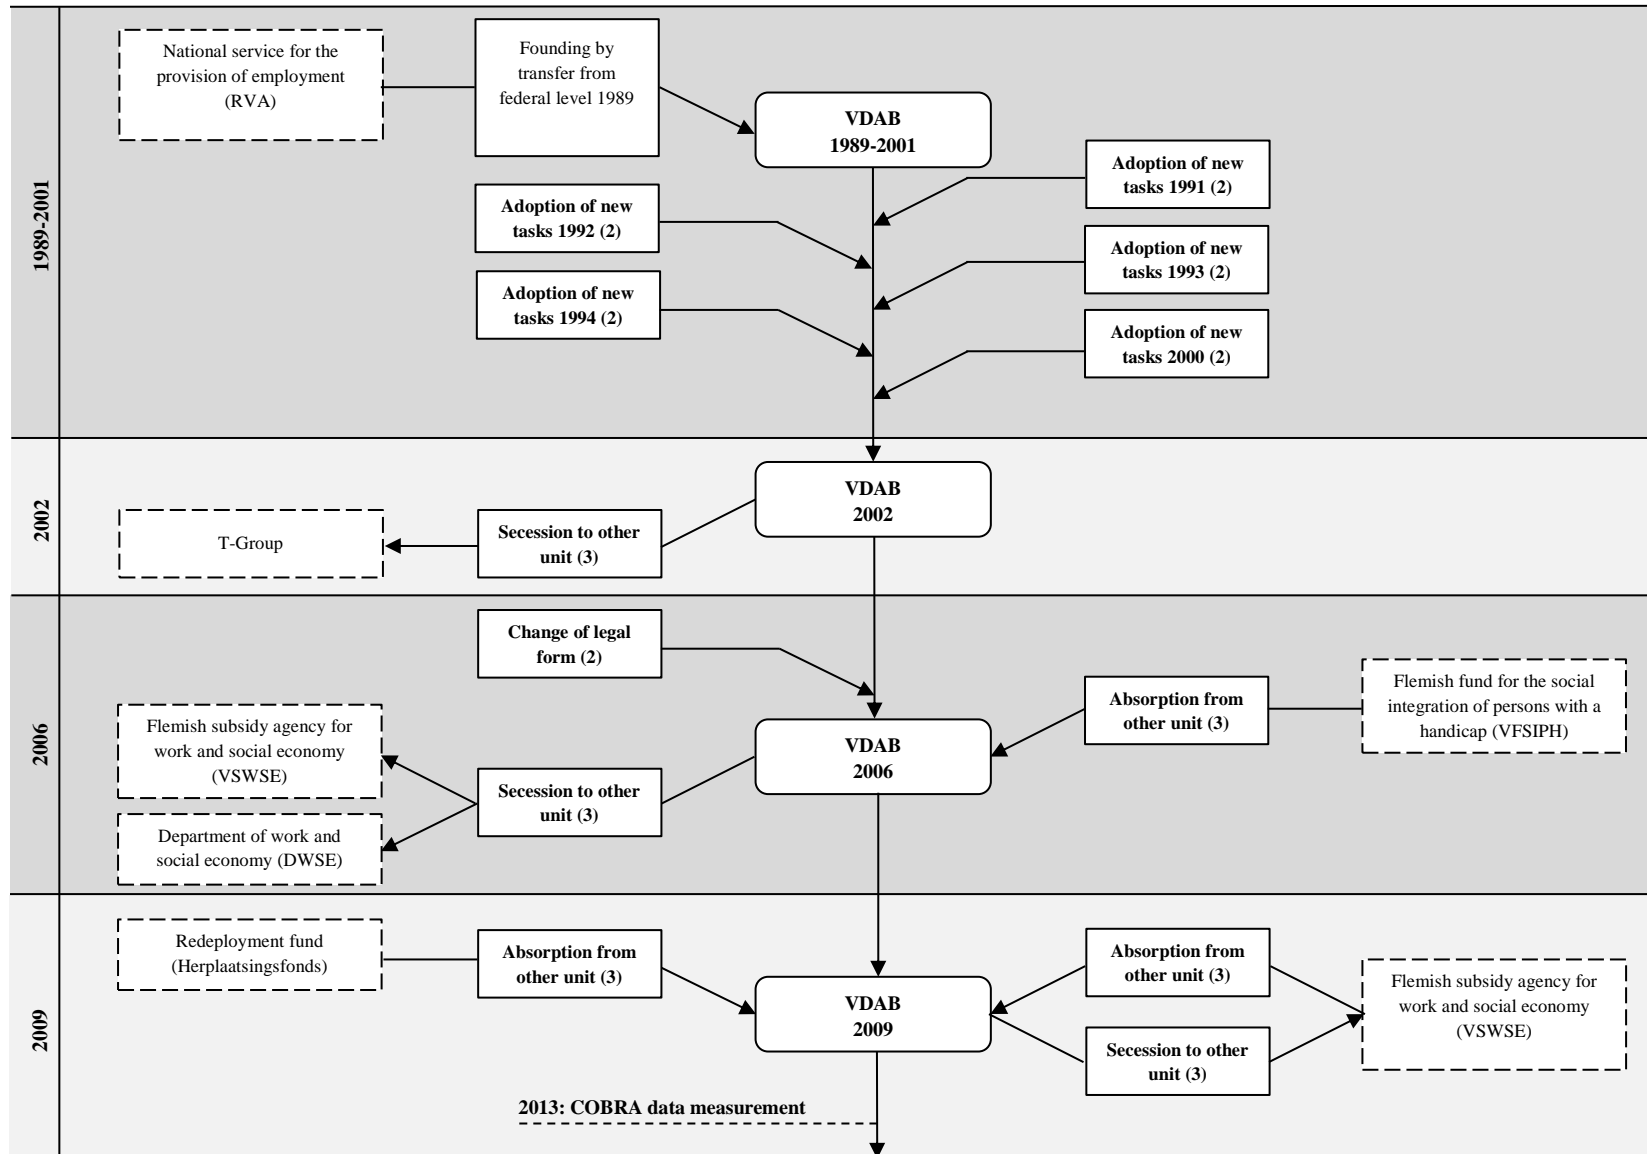 1989-2001
National service for the
provision of employment
(RVA)
Founding by
transfer from
federal level 1989
VDAB
1989-2001
Adoption of new
tasks 1991 (2)
Adoption of new
tasks 1992 (2)
Adoption of new
tasks 1993 (2)
Adoption of new
tasks 1994 (2)
Adoption of new
tasks 2000 (2)
2002
VDAB
2002
T-Group
Secession to other
unit (3)
2006
Change of legal
form (2)
Flemish subsidy agency for
work and social economy
(VSWSE)
Department of work and
social economy (DWSE)
Secession to other
unit (3)
VDAB
2006
Absorption from
other unit (3)
Flemish fund for the social
integration of persons with a
handicap (VFSIPH)
2009
Redeployment fund
(Herplaatsingsfonds)
Absorption from
other unit (3)
VDAB
2009
Absorption from
other unit (3)
Secession to other
unit (3)
Flemish subsidy agency for
work and social economy
(VSWSE)
2013: COBRA data measurement